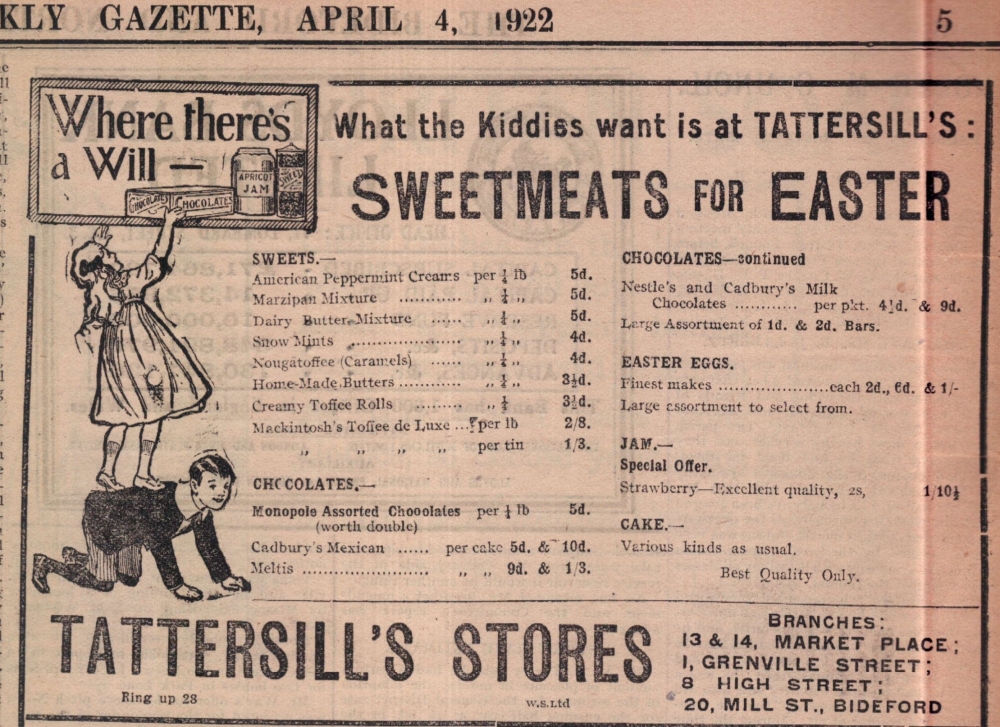 KLY GAZETTE, APRIL 4, 1922
5
Where there's
a Will —
CHOCOLATES
CHOCOLATES
APRICOT
JAM
What the Kiddies want is at TATTERSILL'S :
SWEETMEATS FOR EASTER
SWEETS.—
American Peppermint Creams per ¼ lb 5d.
Marzipan Mixture ............ „ ¼ „ 5d.
Dairy Butter Mixture ......... „ ¼ „ 5d.
Snow Mints .................. „ ¼ „ 4d.
Nougatoffee (Caramels) ...... „ ¼ „ 4d.
Home-Made Butters ............ „ ¼ „ 3½d.
Creamy Toffee Rolls ......... „ ¼ 3½d.
Mackintosh's Toffee de Luxe ... per lb 2/8.
„ „ „ „ per tin 1/3.
CHOCOLATES.—
Monopole Assorted Chocolates per ¼ lb 5d.
(worth double)
Cadbury's Mexican ...... per cake 5d. & 10d.
Meltis ........................ „ „ 9d. & 1/3.
CHOCOLATES—continued
Nestle's and Cadbury's Milk
Chocolates ............ per pkt. 4½d. & 9d.
Large Assortment of 1d. & 2d. Bars.
EASTER EGGS.
Finest makes .....................each 2d., 6d. & 1/-
Large assortment to select from.
JAM.—
Special Offer.
Strawberry—Excellent quality, 2s, 1/10½
CAKE.—
Various kinds as usual.
Best Quality Only.
TATTERSILL'S STORES
Ring up 28
W.S.Ltd
BRANCHES:
13 & 14, MARKET PLACE;
1, GRENVILLE STREET;
8 HIGH STREET;
20, MILL ST., BIDEFORD